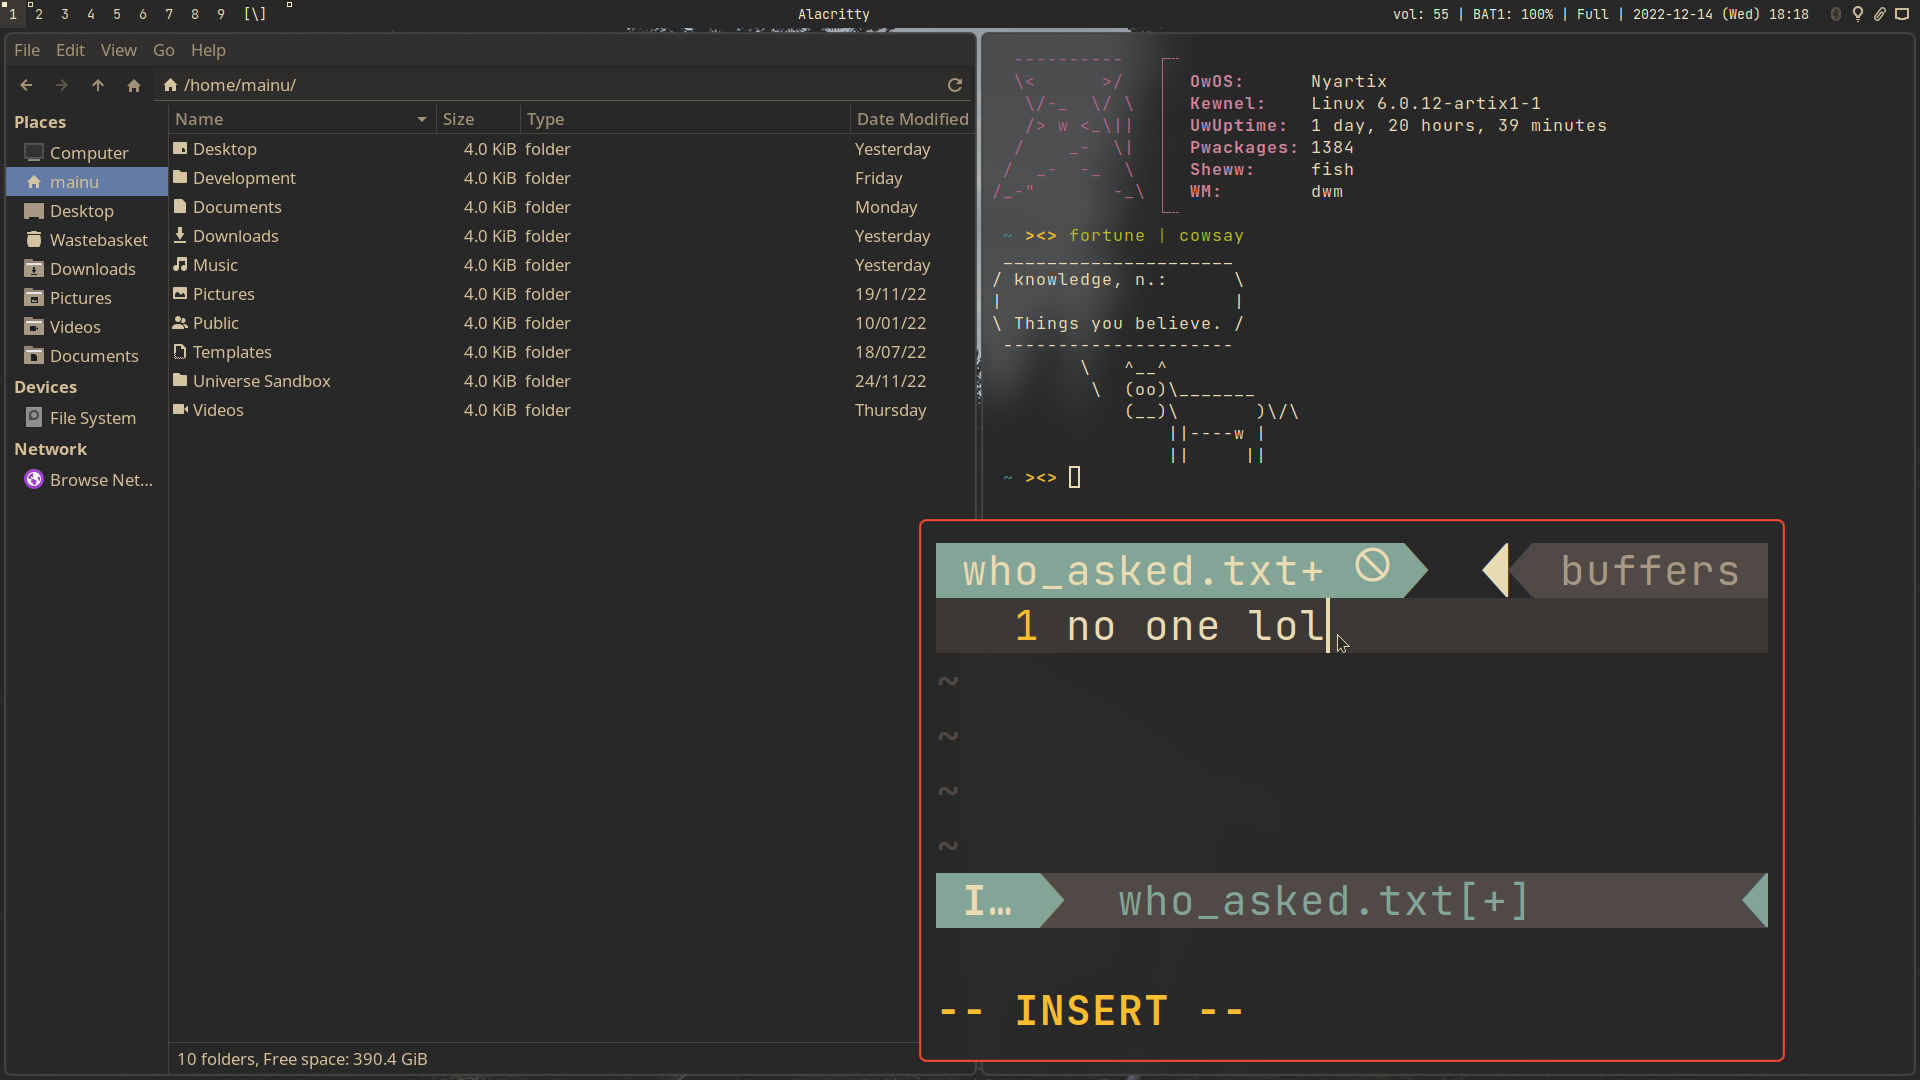 1 2 3 4 5 6 7 8 9 [\] Alacritty vol: 55 | BAT1: 100% | Full | 2022-12-14 (Wed) 18:18
File Edit View Go Help
/home/mainu/
Places
Computer
mainu
Desktop
Wastebasket
Downloads
Pictures
Videos
Documents
Devices
File System
Network
Browse Net...
Name Size Type Date Modified
Desktop 4.0 KiB folder Yesterday
Development 4.0 KiB folder Friday
Documents 4.0 KiB folder Monday
Downloads 4.0 KiB folder Yesterday
Music 4.0 KiB folder Yesterday
Pictures 4.0 KiB folder 19/11/22
Public 4.0 KiB folder 10/01/22
Templates 4.0 KiB folder 18/07/22
Universe Sandbox 4.0 KiB folder 24/11/22
Videos 4.0 KiB folder Thursday
10 folders, Free space: 390.4 GiB
OwOS: Nyartix
Kewnel: Linux 6.0.12-artix1-1
UwUptime: 1 day, 20 hours, 39 minutes
Pwackages: 1384
Sheww: fish
WM: dwm
~ ><> fortune | cowsay
 _____________________
/ knowledge, n.:      \
|                     |
\ Things you believe. /
 ---------------------
       \   ^__^
        \  (oo)\_______
           (__)\       )\/\
               ||----w |
               ||     ||
~ ><>
who_asked.txt+ buffers
1 no one lol
~
~
~
~
I… who_asked.txt[+]
-- INSERT --